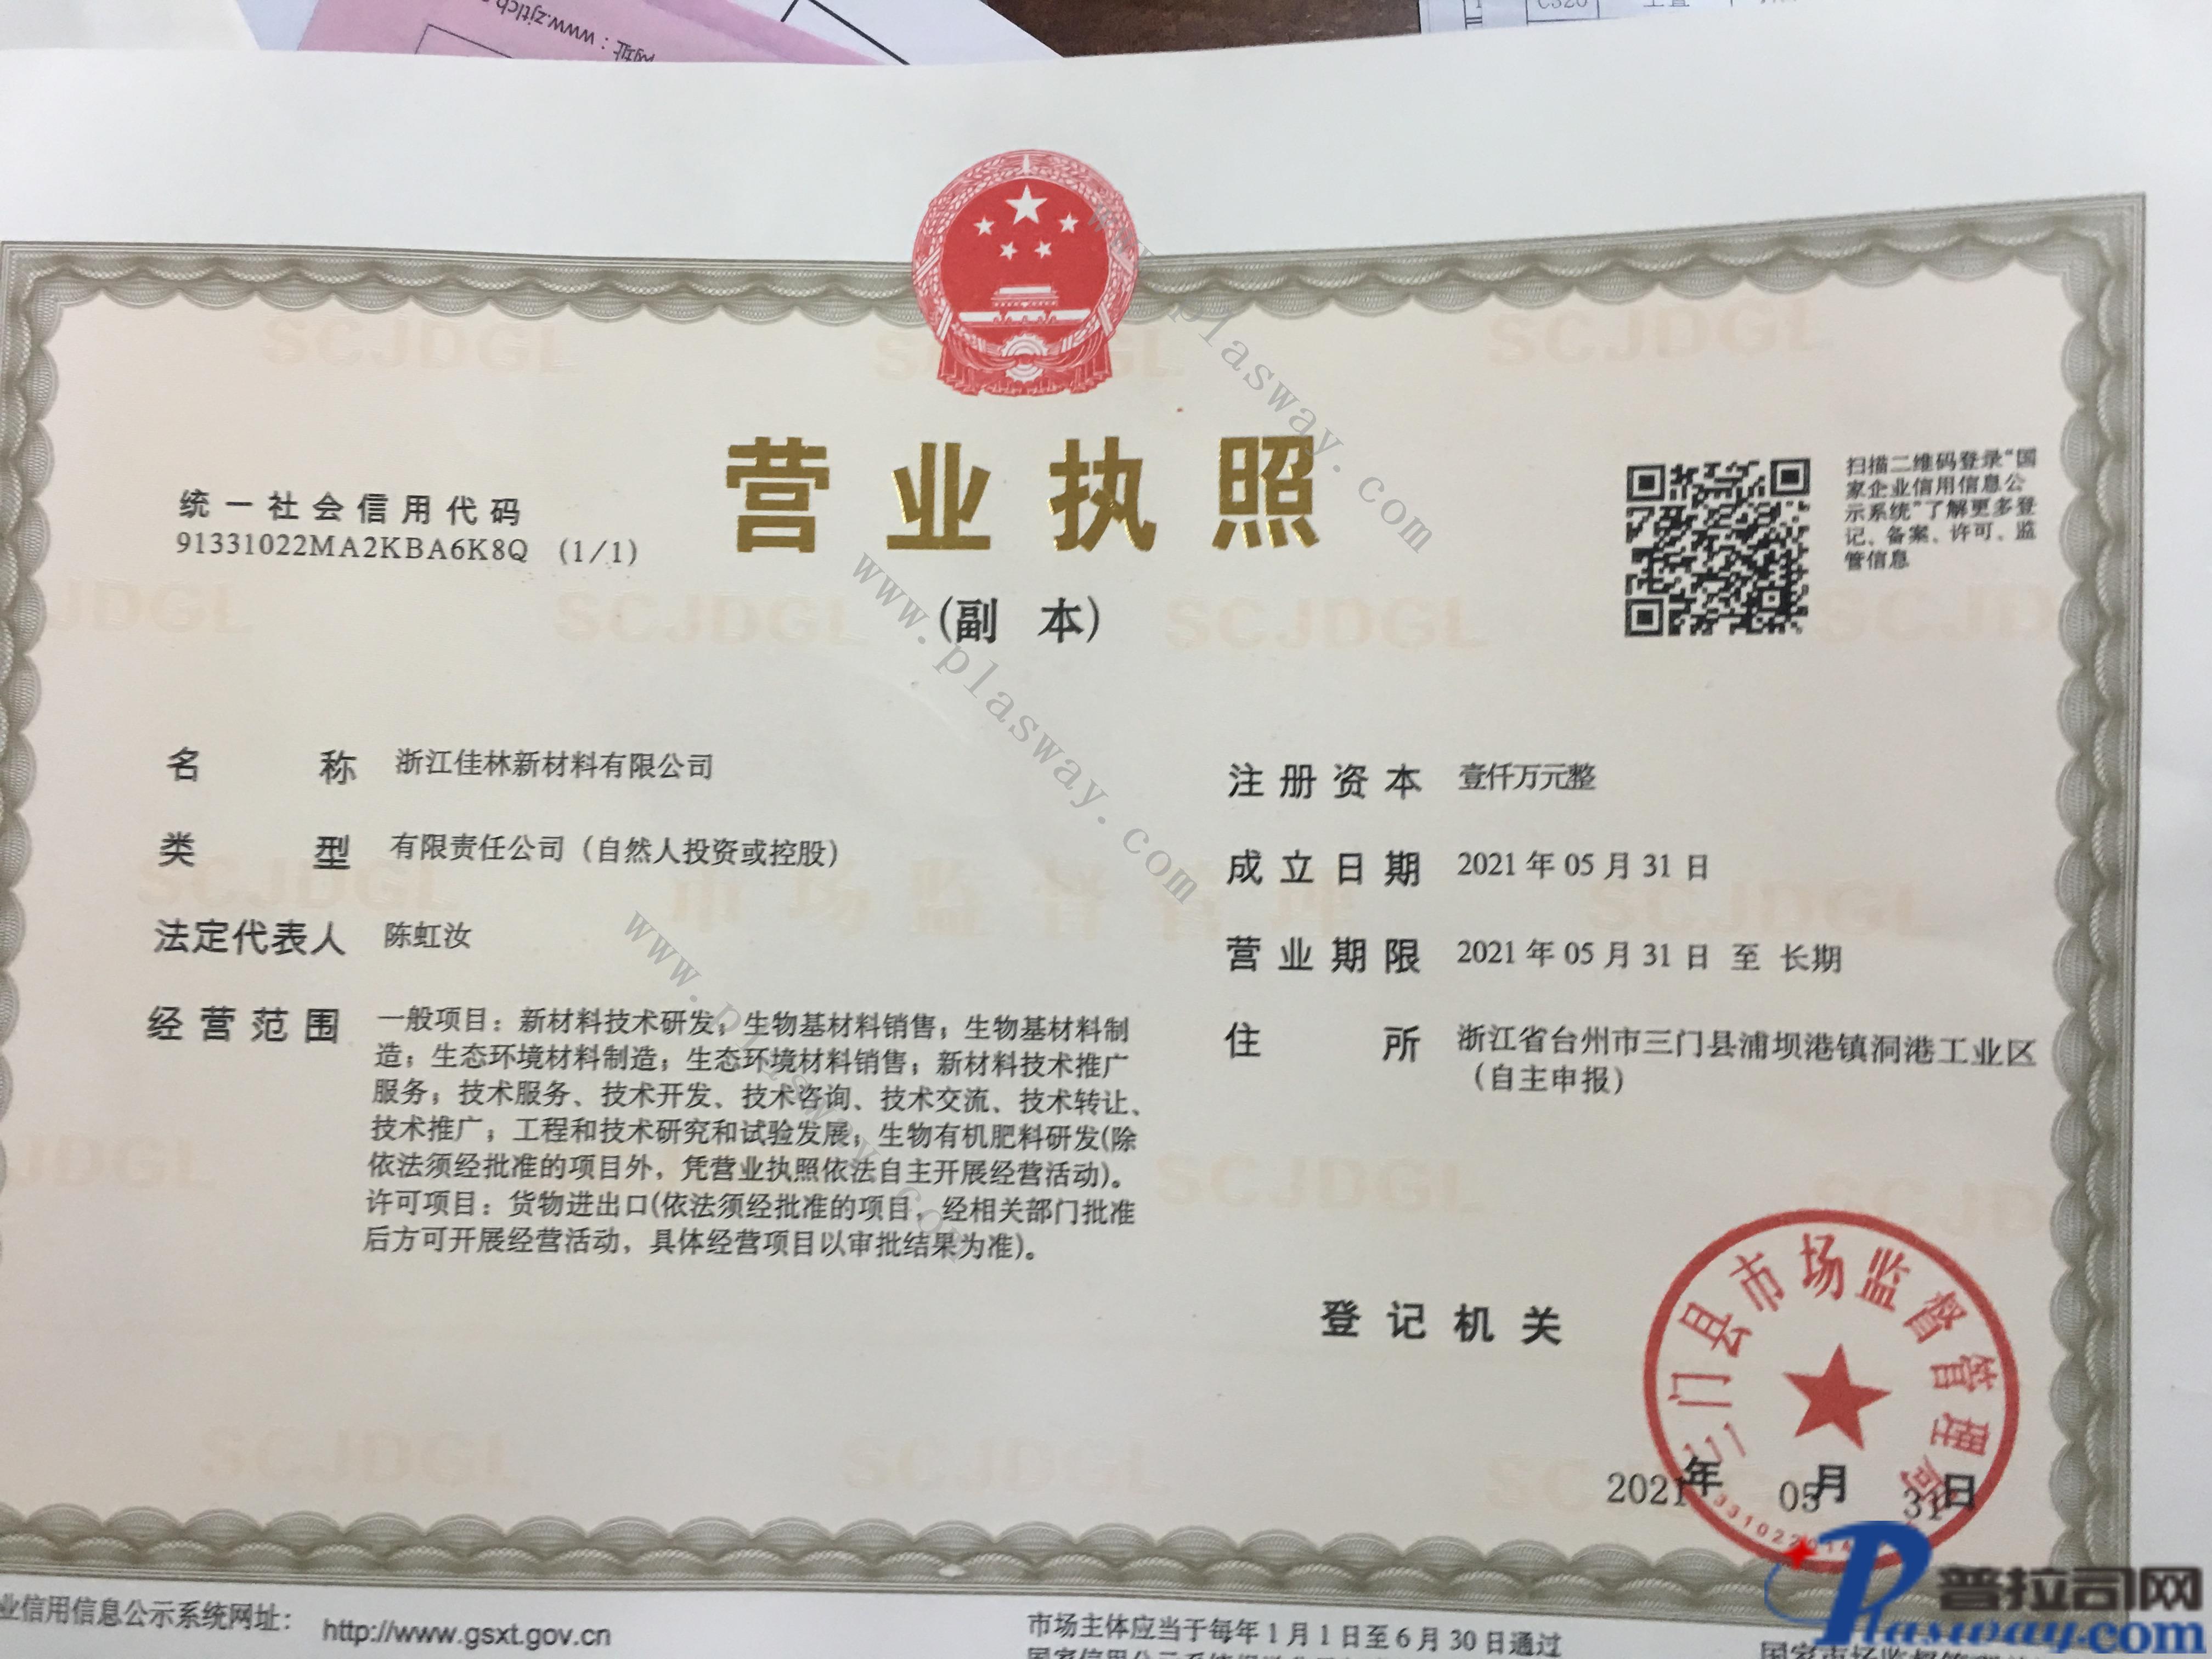 网址：www.zjtlcb
营业执照
(副 本)
统一社会信用代码
91331022MA2KBA6K8Q (1/1)
扫描二维码登录“国
家企业信用信息公
示系统”了解更多登
记、备案、许可、监
管信息
名 称 浙江佳林新材料有限公司
类 型 有限责任公司（自然人投资或控股）
法定代表人 陈虹汝
经营范围 一般项目：新材料技术研发；生物基材料销售；生物基材料制
造；生态环境材料制造；生态环境材料销售；新材料技术推广
服务；技术服务、技术开发、技术咨询、技术交流、技术转让、
技术推广；工程和技术研究和试验发展；生物有机肥料研发(除
依法须经批准的项目外，凭营业执照依法自主开展经营活动)。
许可项目：货物进出口(依法须经批准的项目，经相关部门批准
后方可开展经营活动，具体经营项目以审批结果为准)。
注册资本 壹仟万元整
成立日期 2021 年 05 月 31 日
营业期限 2021 年 05 月 31 日 至 长期
住 所 浙江省台州市三门县浦坝港镇洞港工业区
（自主申报）
登记机关
三门县市场监督管理局
2021年 05月 31日
业信用信息公示系统网址： http://www.gsxt.gov.cn
市场主体应当于每年1月1日至6月30日通过
SCJDGL
市场监督管理
www.plasway.com
www.plasway.com
www.plasway.com
普拉司网
Plasway.com